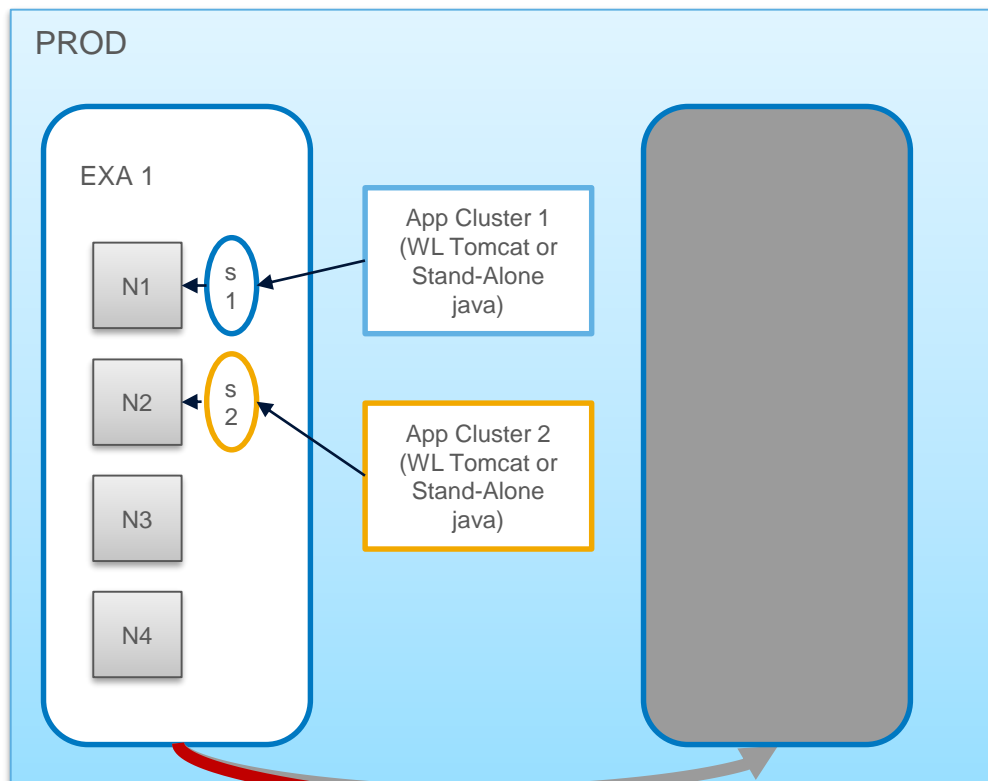 PROD
EXA 1
N1
s
1
App Cluster 1
(WL Tomcat or
Stand-Alone
java)
N2
s
2
App Cluster 2
(WL Tomcat or
Stand-Alone
java)
N3
N4